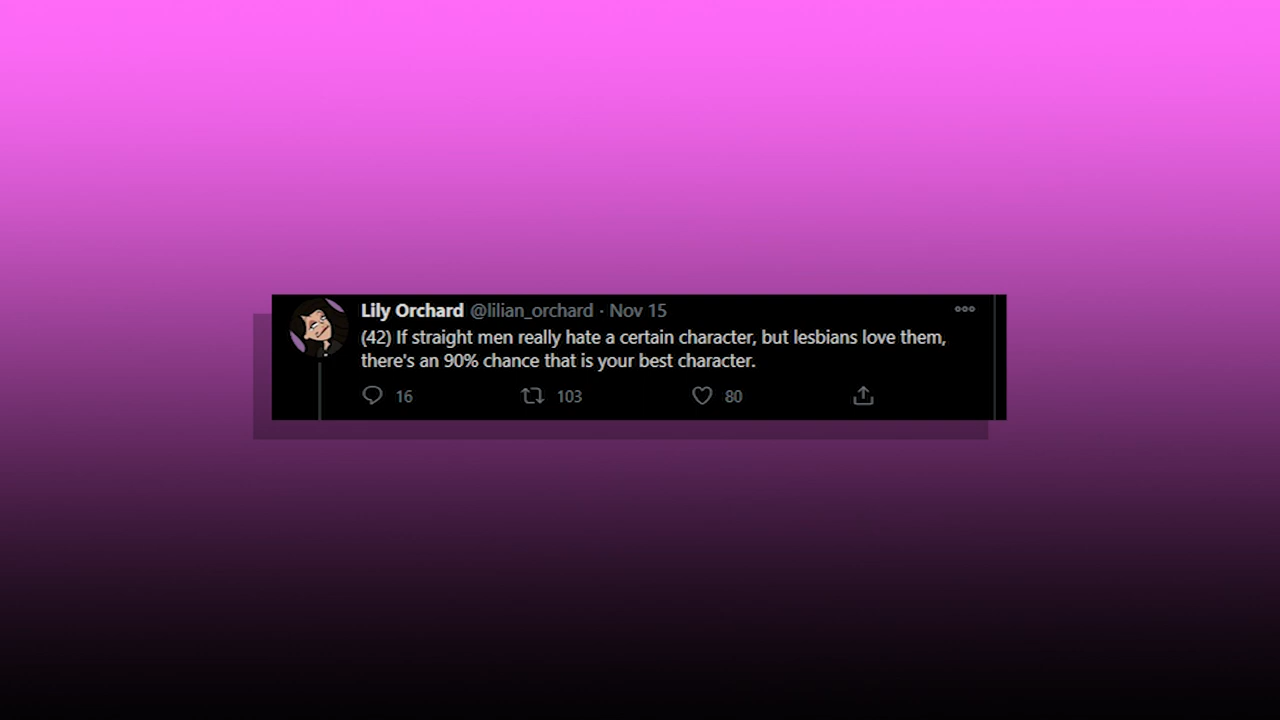 Lily Orchard @lilian_orchard · Nov 15
(42) If straight men really hate a certain character, but lesbians love them,
there's an 90% chance that is your best character.
16 103 80